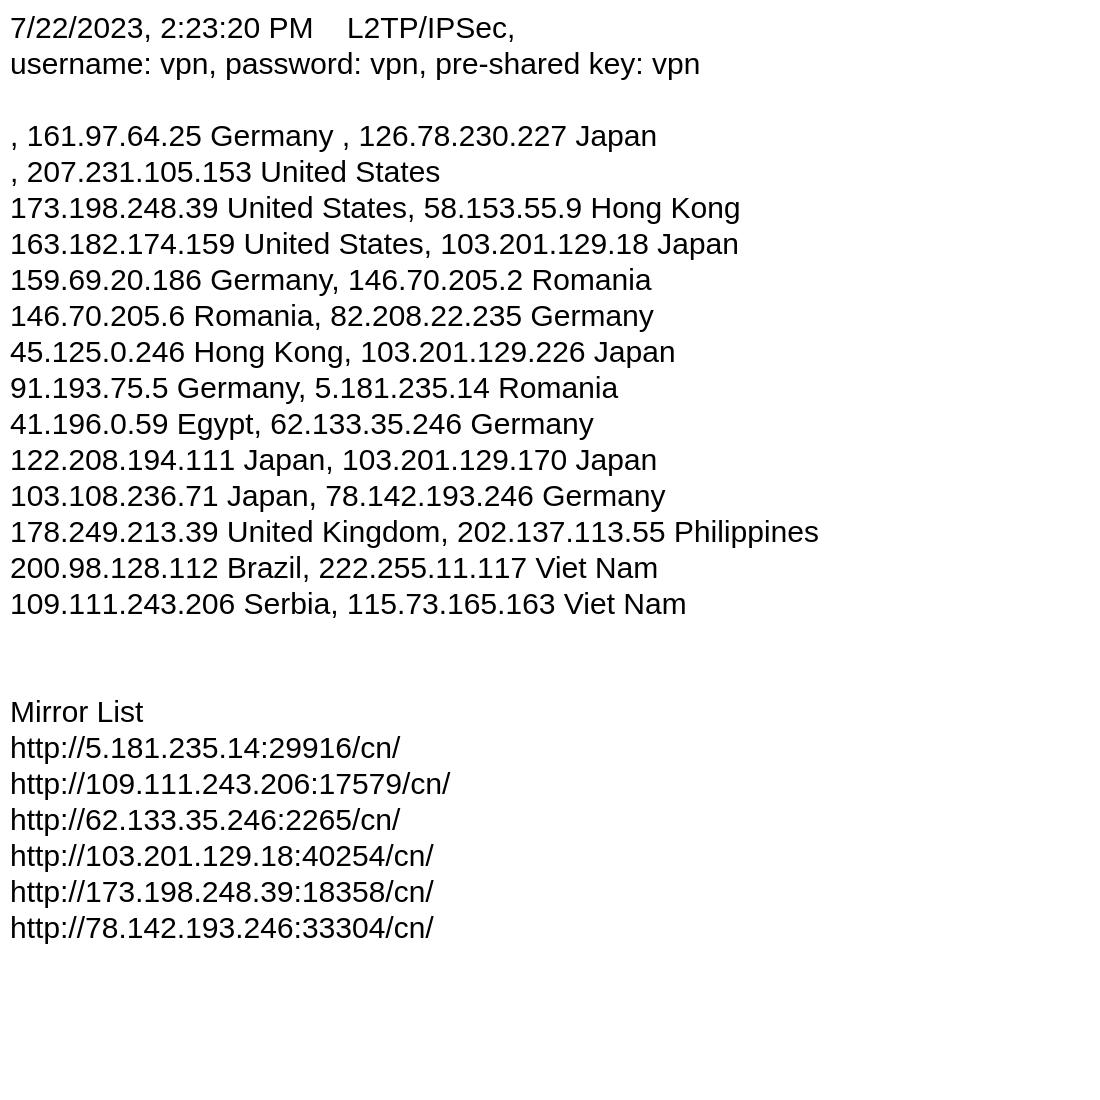 7/22/2023, 2:23:20 PM    L2TP/IPSec,
username: vpn, password: vpn, pre-shared key: vpn
, 161.97.64.25 Germany , 126.78.230.227 Japan
, 207.231.105.153 United States
173.198.248.39 United States, 58.153.55.9 Hong Kong
163.182.174.159 United States, 103.201.129.18 Japan
159.69.20.186 Germany, 146.70.205.2 Romania
146.70.205.6 Romania, 82.208.22.235 Germany
45.125.0.246 Hong Kong, 103.201.129.226 Japan
91.193.75.5 Germany, 5.181.235.14 Romania
41.196.0.59 Egypt, 62.133.35.246 Germany
122.208.194.111 Japan, 103.201.129.170 Japan
103.108.236.71 Japan, 78.142.193.246 Germany
178.249.213.39 United Kingdom, 202.137.113.55 Philippines
200.98.128.112 Brazil, 222.255.11.117 Viet Nam
109.111.243.206 Serbia, 115.73.165.163 Viet Nam
Mirror List
http://5.181.235.14:29916/cn/
http://109.111.243.206:17579/cn/
http://62.133.35.246:2265/cn/
http://103.201.129.18:40254/cn/
http://173.198.248.39:18358/cn/
http://78.142.193.246:33304/cn/